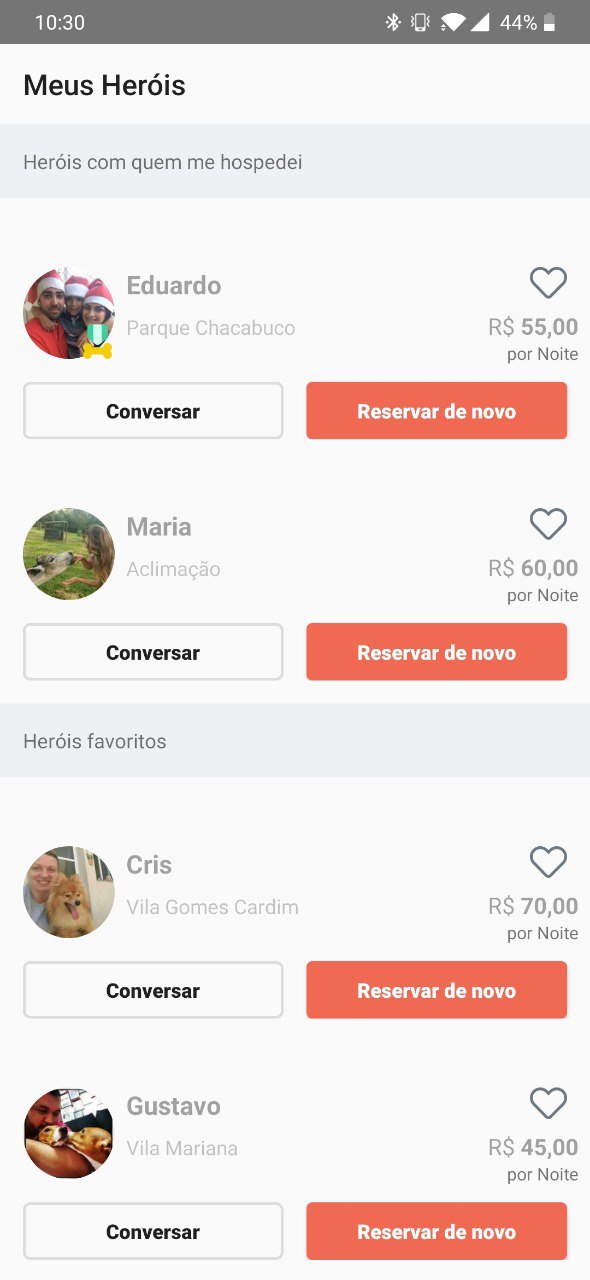 10:30
44%
Meus Heróis
Heróis com quem me hospedei
Eduardo
Parque Chacabuco
R$ 55,00
por Noite
Conversar
Reservar de novo
Maria
Aclimação
R$ 60,00
por Noite
Conversar
Reservar de novo
Heróis favoritos
Cris
Vila Gomes Cardim
R$ 70,00
por Noite
Conversar
Reservar de novo
Gustavo
Vila Mariana
R$ 45,00
por Noite
Conversar
Reservar de novo